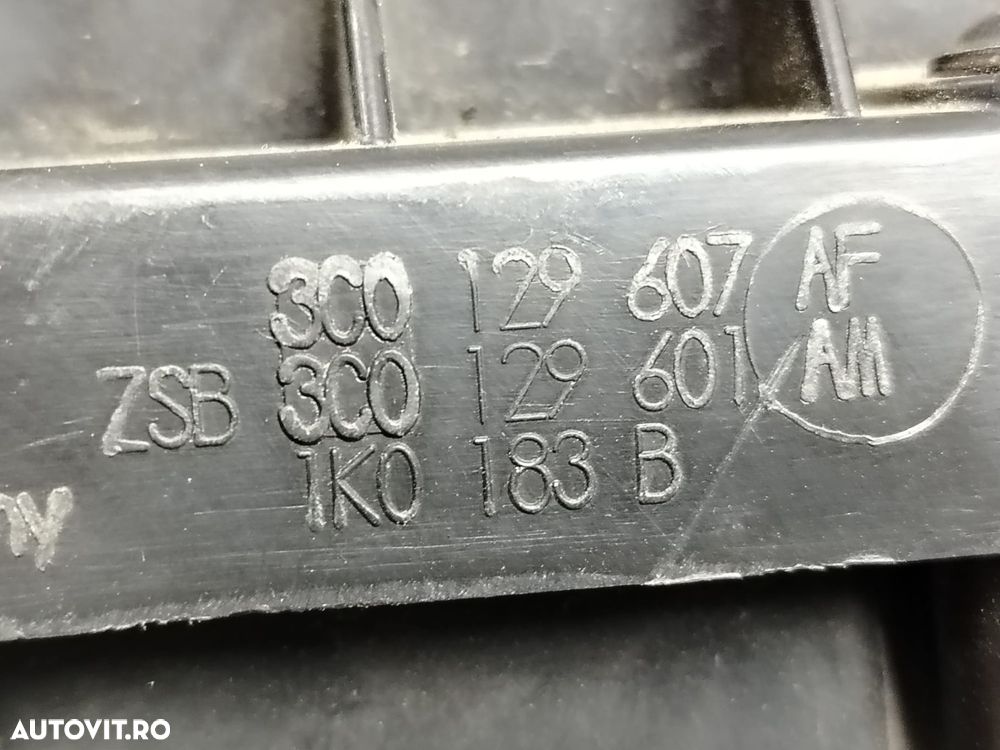 3C0 129 607 AF
ZSB 3C0 129 601 AM
1K0 183 B
AUTOVIT.RO